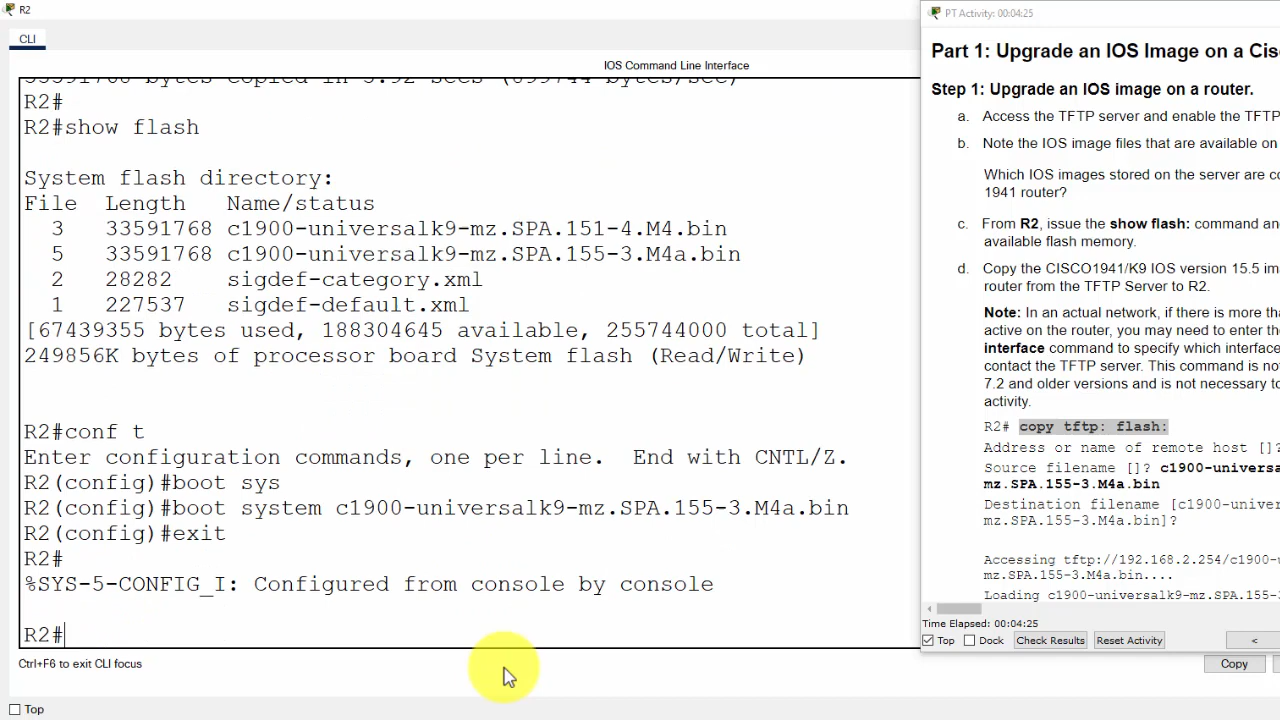 R2
CLI
IOS Command Line Interface
33591768 bytes copied in 3.92 secs (899744 bytes/sec)
R2#
R2#show flash
System flash directory:
File Length Name/status
3 33591768 c1900-universalk9-mz.SPA.151-4.M4.bin
5 33591768 c1900-universalk9-mz.SPA.155-3.M4a.bin
2 28282 sigdef-category.xml
1 227537 sigdef-default.xml
[67439355 bytes used, 188304645 available, 255744000 total]
249856K bytes of processor board System flash (Read/Write)
R2#conf t
Enter configuration commands, one per line. End with CNTL/Z.
R2(config)#boot sys
R2(config)#boot system c1900-universalk9-mz.SPA.155-3.M4a.bin
R2(config)#exit
R2#
%SYS-5-CONFIG_I: Configured from console by console
R2#
Ctrl+F6 to exit CLI focus
Top
PT Activity: 00:04:25
Part 1: Upgrade an IOS Image on a Cis
Step 1: Upgrade an IOS image on a router.
a. Access the TFTP server and enable the TFTP
b. Note the IOS image files that are available on
Which IOS images stored on the server are co
1941 router?
c. From R2, issue the show flash: command an
available flash memory.
d. Copy the CISCO1941/K9 IOS version 15.5 im
router from the TFTP Server to R2.
Note: In an actual network, if there is more tha
active on the router, you may need to enter th
interface command to specify which interface
contact the TFTP server. This command is no
7.2 and older versions and is not necessary to
activity.
R2# copy tftp: flash:
Address or name of remote host []?
Source filename []? c1900-universa
mz.SPA.155-3.M4a.bin
Destination filename [c1900-univers
mz.SPA.155-3.M4a.bin]?
Accessing tftp://192.168.2.254/c1900-u
mz.SPA.155-3.M4a.bin....
Loading c1900-universalk9-mz.SPA.155-3
Time Elapsed: 00:04:25
Top Dock Check Results Reset Activity <
Copy